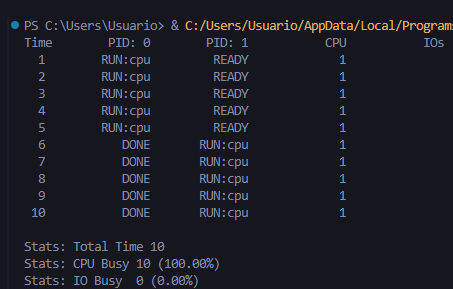 PS C:\Users\Usuario> & C:/Users/Usuario/AppData/Local/Programs
Time PID: 0 PID: 1 CPU IOs
1 RUN:cpu READY 1
2 RUN:cpu READY 1
3 RUN:cpu READY 1
4 RUN:cpu READY 1
5 RUN:cpu READY 1
6 DONE RUN:cpu 1
7 DONE RUN:cpu 1
8 DONE RUN:cpu 1
9 DONE RUN:cpu 1
10 DONE RUN:cpu 1
Stats: Total Time 10
Stats: CPU Busy 10 (100.00%)
Stats: IO Busy 0 (0.00%)